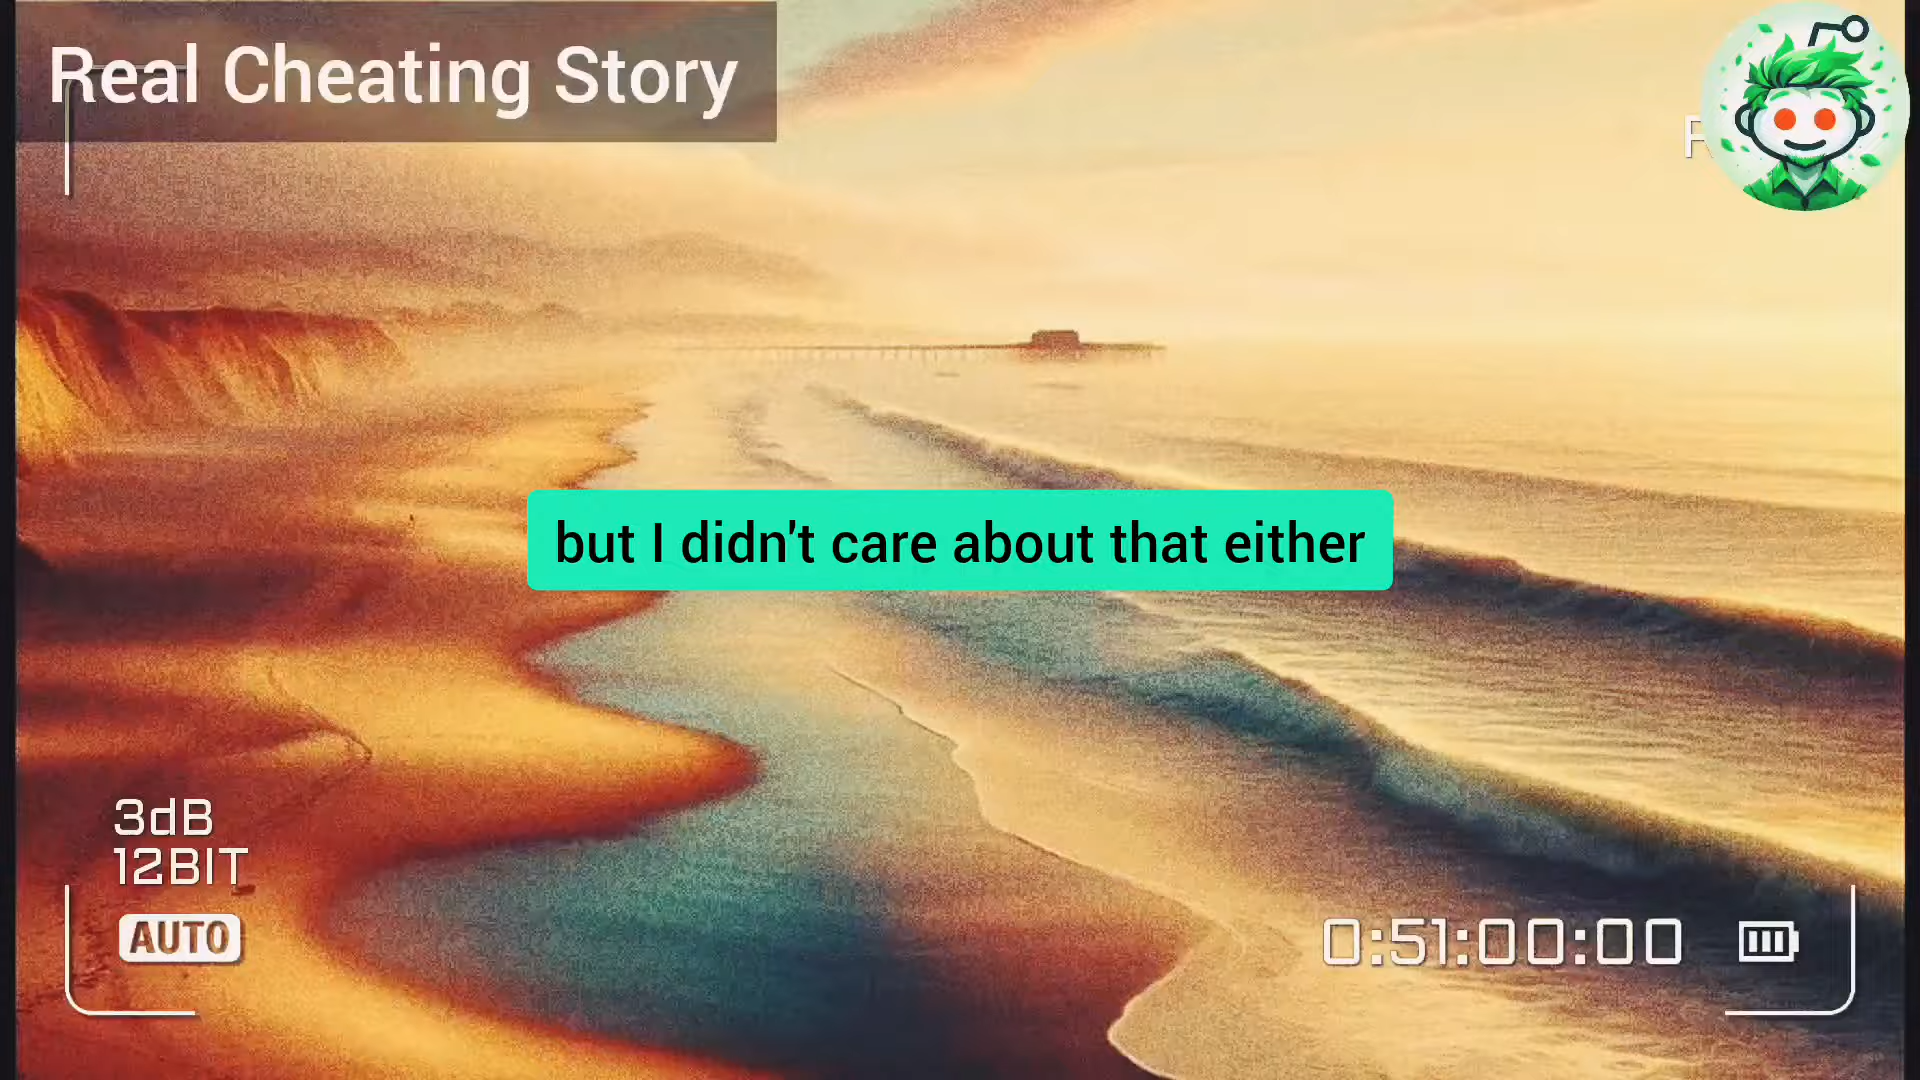 Real Cheating Story
but I didn't care about that either
3dB
12BIT
AUTO
0:51:00:00